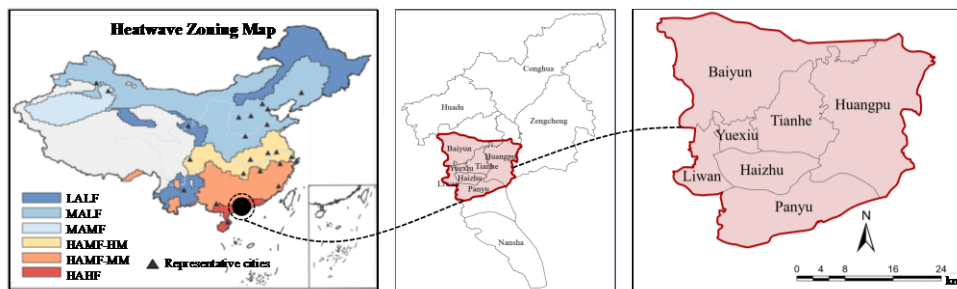 Heatwave Zoning Map
LALF
MALF
MAMF
HAMF-HM
HAMF-MM
HAHF
Representative cities
Conghua
Huadu
Zengcheng
Baiyun
Huangpu
Yuexiu
Tianhe
Liwan
Haizhu
Panyu
Nansha
Baiyun
Huangpu
Tianhe
Yuexiu
Liwan
Haizhu
Panyu
N
0 4 8 16 24
km